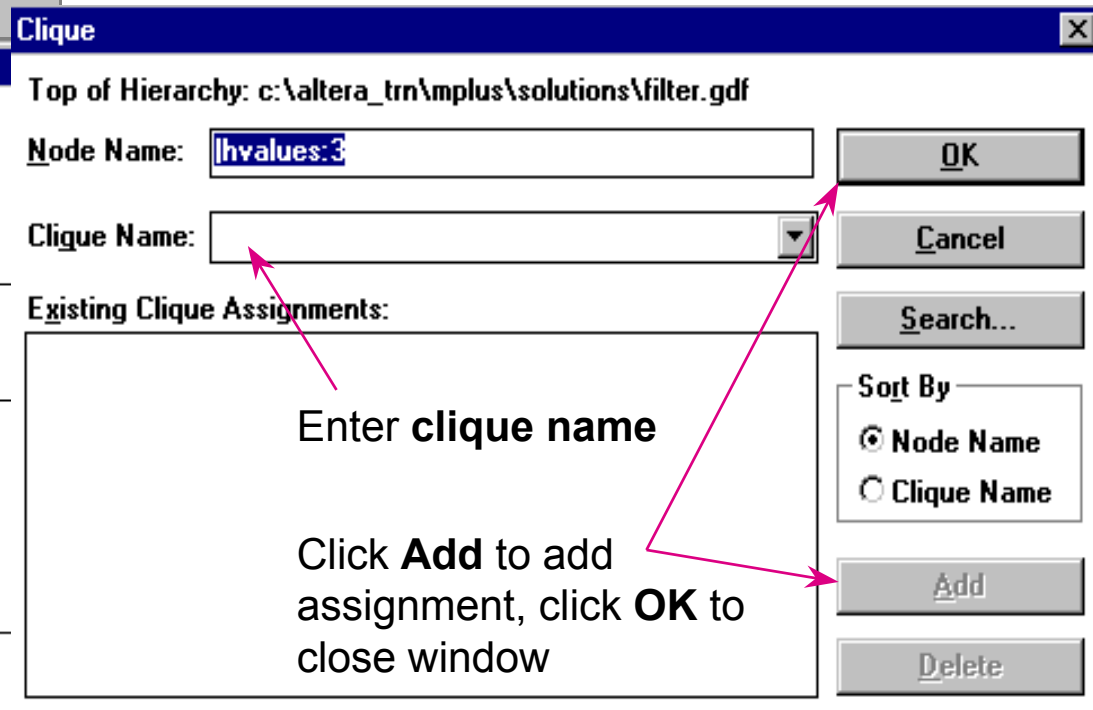 Clique
Top of Hierarchy: c:\altera_trn\mplus\solutions\filter.gdf
Node Name: |hvalues:3
OK
Clique Name:
Cancel
Existing Clique Assignments:
Search...
Sort By
Node Name
Clique Name
Enter clique name
Click Add to add
assignment, click OK to
close window
Add
Delete